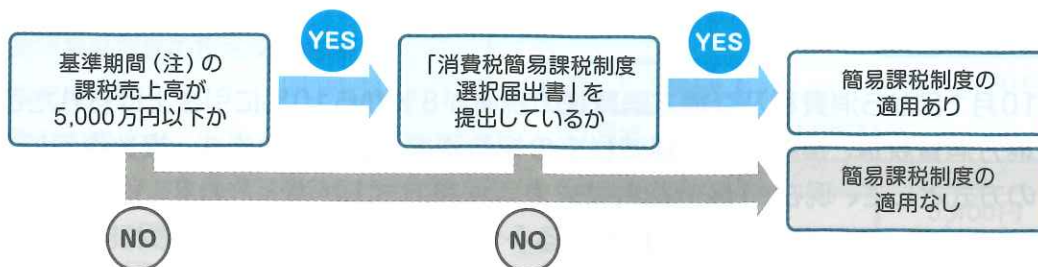 基準期間（注）の
課税売上高が
5,000万円以下か
YES
「消費税簡易課税制度
選択届出書」を
提出しているか
YES
簡易課税制度の
適用あり
簡易課税制度の
適用なし
NO
NO